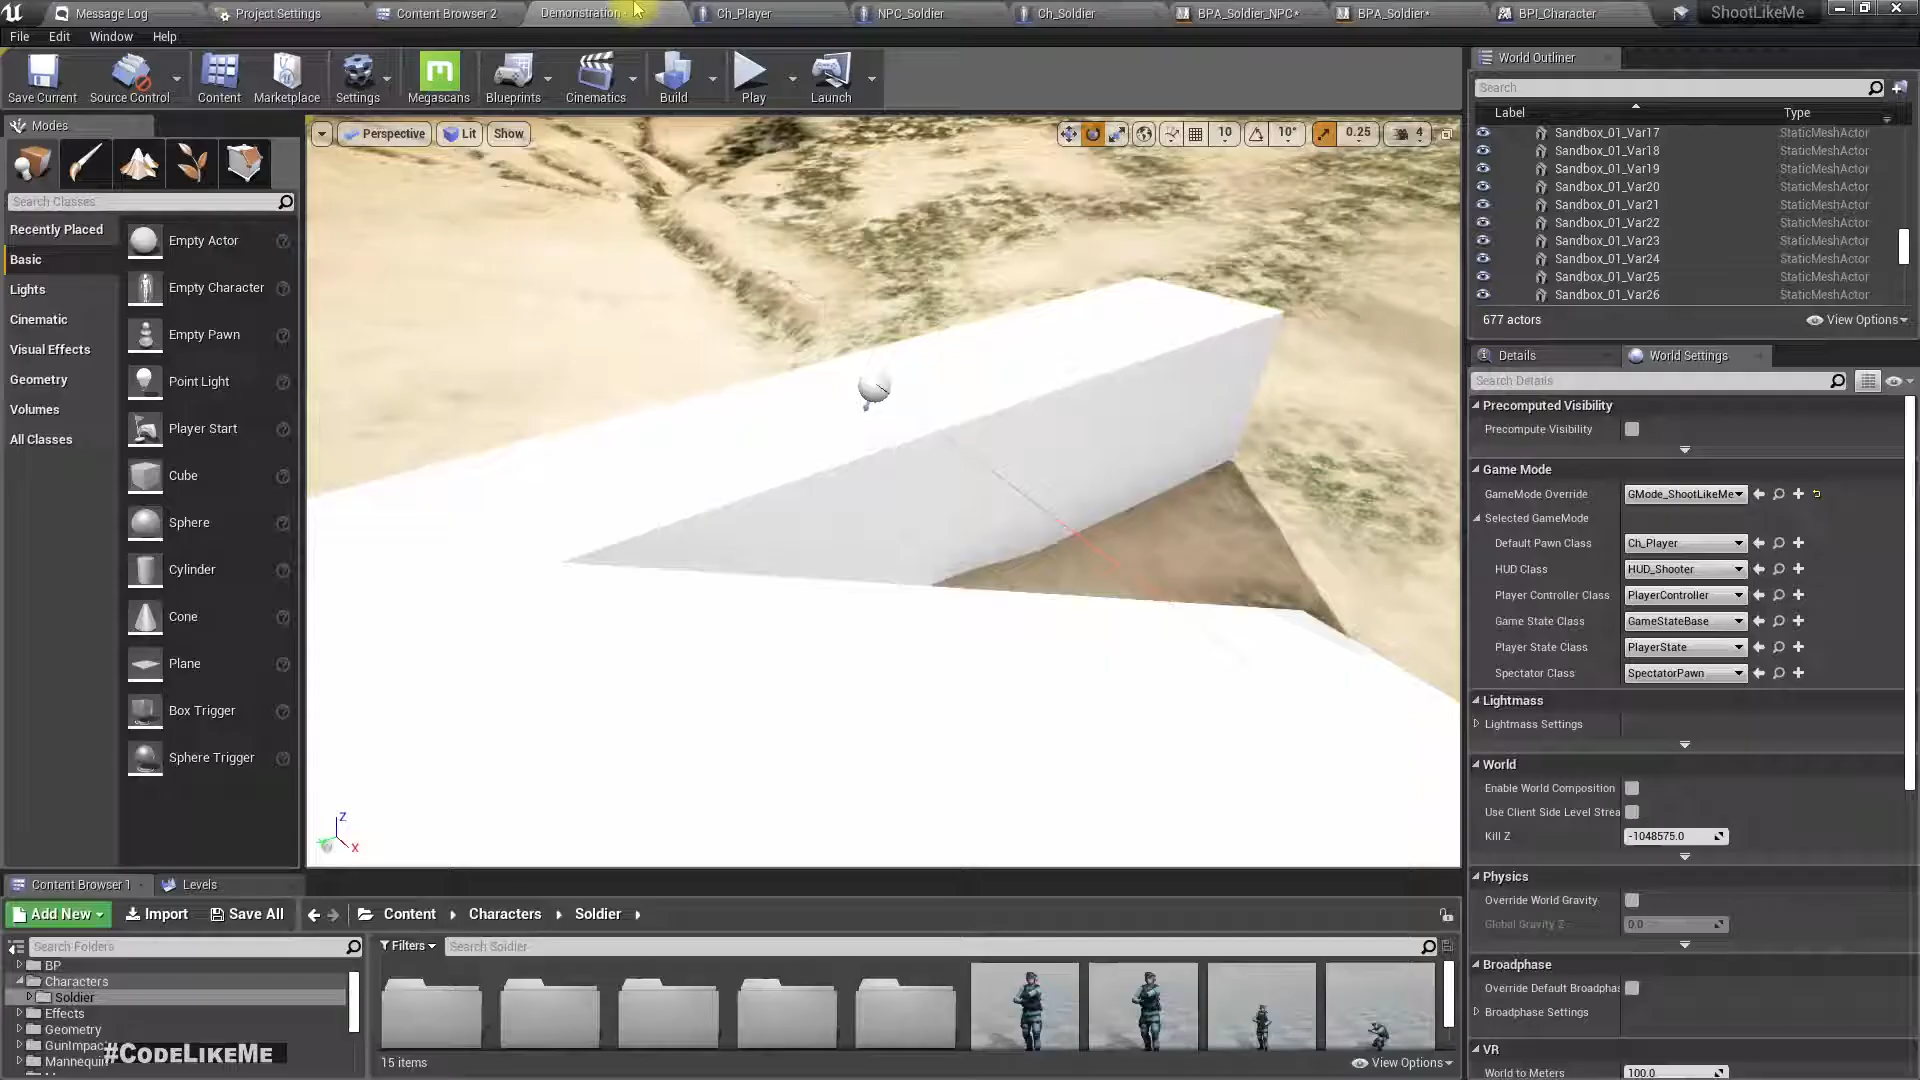 Message Log
Project Settings
Content Browser 2
Demonstration
Ch_Player
NPC_Soldier
Ch_Soldier
BPA_Soldier_NPC*
BPA_Soldier*
BPI_Character
ShootLikeMe
File
Edit
Window
Help
Save Current
Source Control
Content
Marketplace
Settings
Megascans
Blueprints
Cinematics
Build
Play
Launch
Modes
Search Classes
Recently Placed
Basic
Lights
Cinematic
Visual Effects
Geometry
Volumes
All Classes
Empty Actor
Empty Character
Empty Pawn
Point Light
Player Start
Cube
Sphere
Cylinder
Cone
Plane
Box Trigger
Sphere Trigger
Perspective
Lit
Show
10
10°
0.25
4
Z
X
World Outliner
Search
Label
Type
Sandbox_01_Var17 StaticMeshActor
Sandbox_01_Var18 StaticMeshActor
Sandbox_01_Var19 StaticMeshActor
Sandbox_01_Var20 StaticMeshActor
Sandbox_01_Var21 StaticMeshActor
Sandbox_01_Var22 StaticMeshActor
Sandbox_01_Var23 StaticMeshActor
Sandbox_01_Var24 StaticMeshActor
Sandbox_01_Var25 StaticMeshActor
Sandbox_01_Var26 StaticMeshActor
677 actors
View Options
Details
World Settings
Search Details
Precomputed Visibility
Precompute Visibility
Game Mode
GameMode Override GMode_ShootLikeMe
Selected GameMode
Default Pawn Class Ch_Player
HUD Class HUD_Shooter
Player Controller Class PlayerController
Game State Class GameStateBase
Player State Class PlayerState
Spectator Class SpectatorPawn
Lightmass
Lightmass Settings
World
Enable World Composition
Use Client Side Level Strea
Kill Z -1048575.0
Physics
Override World Gravity
Global Gravity Z 0.0
Broadphase
Override Default Broadphas
Broadphase Settings
VR
World to Meters 100.0
Content Browser 1
Levels
Add New
Import
Save All
Content
Characters
Soldier
Search Folders
BP
Characters
Soldier
Effects
Geometry
GunImpac
Mannequin
#CodeLikeMe
Filters
Search Soldier
15 items
View Options